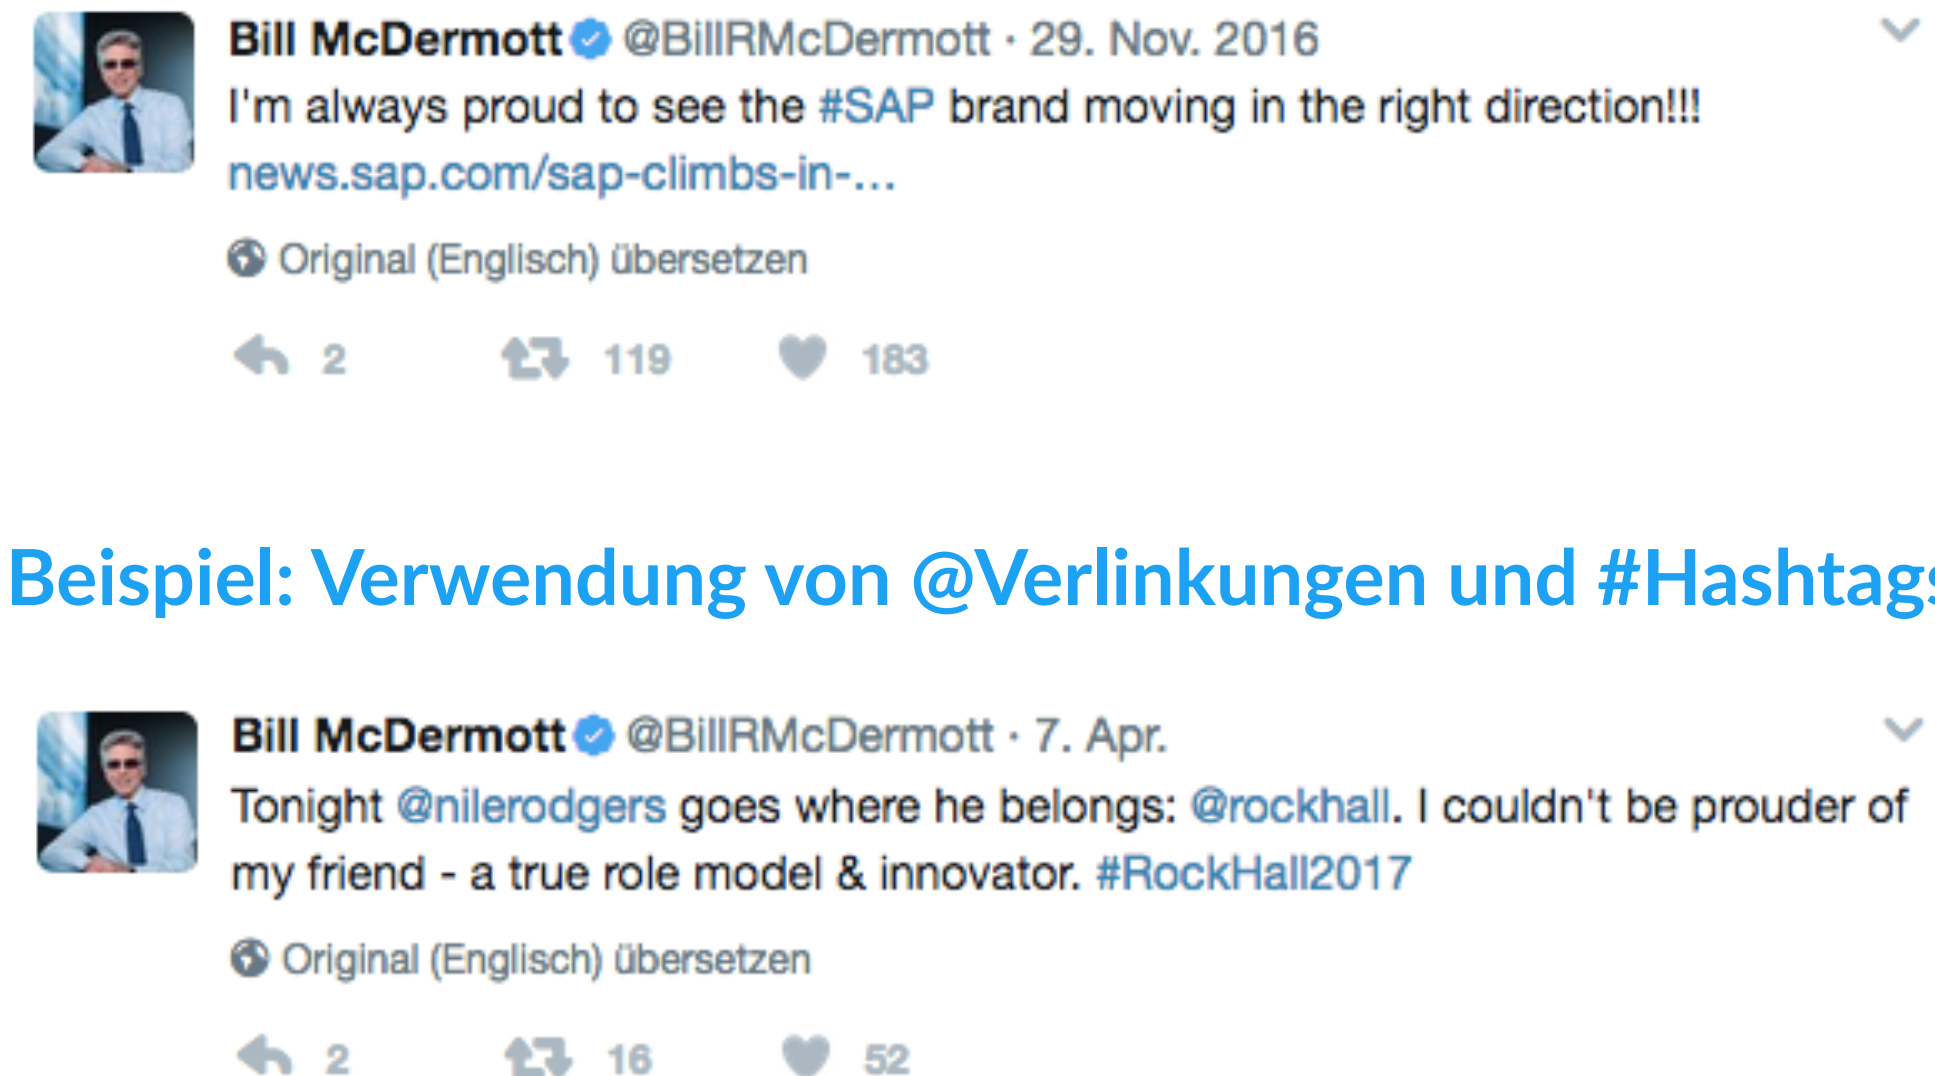 Bill McDermott @BillRMcDermott · 29. Nov. 2016
I'm always proud to see the #SAP brand moving in the right direction!!!
news.sap.com/sap-climbs-in-...
Original (Englisch) übersetzen
2 119 183
Beispiel: Verwendung von @Verlinkungen und #Hashtags
Bill McDermott @BillRMcDermott · 7. Apr.
Tonight @nilerodgers goes where he belongs: @rockhall. I couldn't be prouder of
my friend - a true role model & innovator. #RockHall2017
Original (Englisch) übersetzen
2 16 52